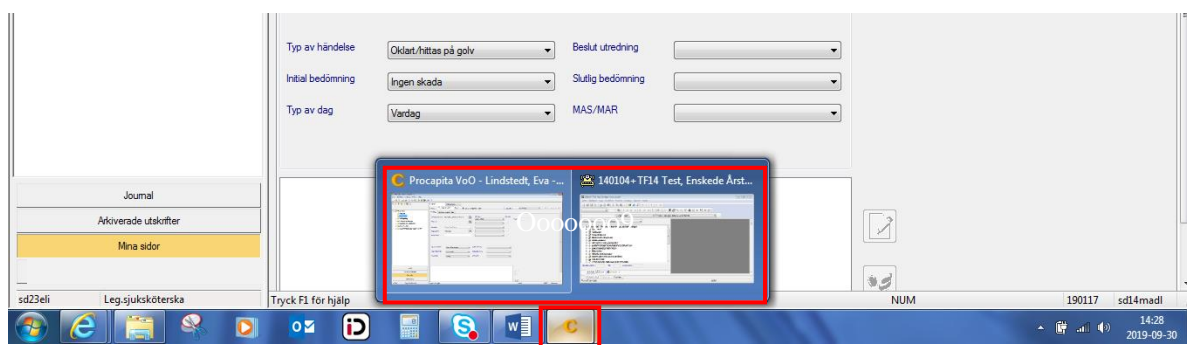 Typ av händelse Oklart/hittas på golv Beslut utredning
Initial bedömning Ingen skada Slutlig bedömning
Typ av dag Vardag MAS/MAR
Procapita VoO - Lindstedt, Eva -... 140104+TF14 Test, Enskede Årst...
Journal
Arkiverade utskrifter
Mina sidor
sd23eli Leg.sjuksköterska Tryck F1 för hjälp NUM 190117 sd14madl
14:28
2019-09-30